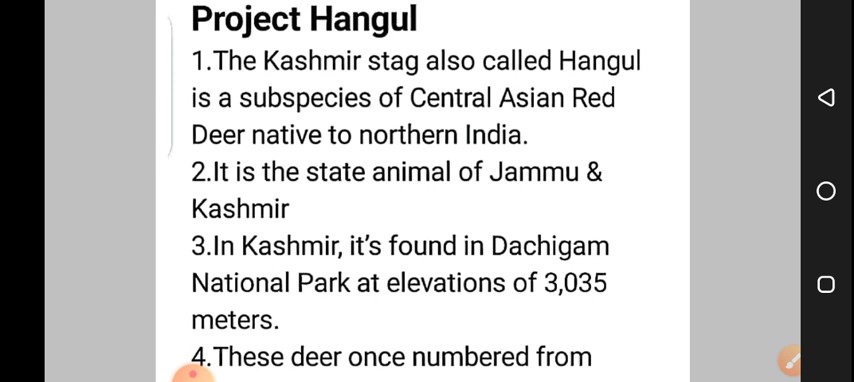 Project Hangul
1.The Kashmir stag also called Hangul
is a subspecies of Central Asian Red
Deer native to northern India.
2.It is the state animal of Jammu &
Kashmir
3.In Kashmir, it’s found in Dachigam
National Park at elevations of 3,035
meters.
4.These deer once numbered from